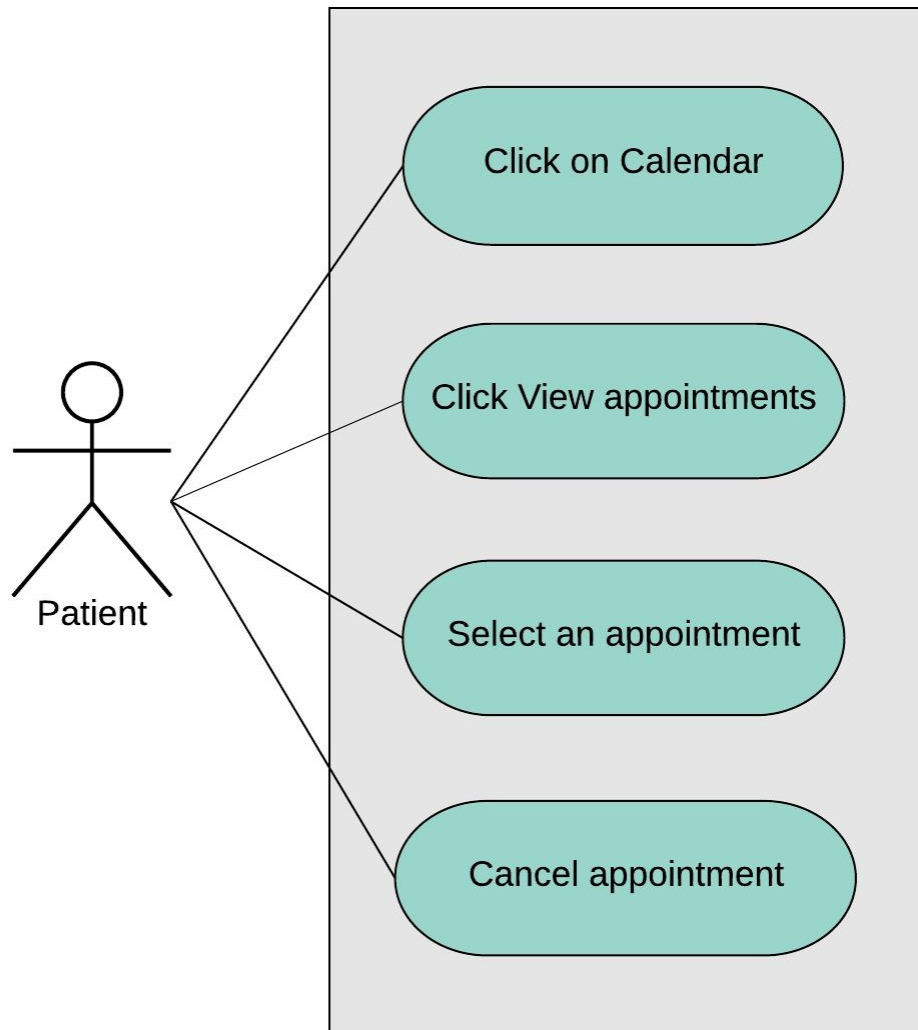 Click on Calendar
Click View appointments
Patient
Select an appointment
Cancel appointment